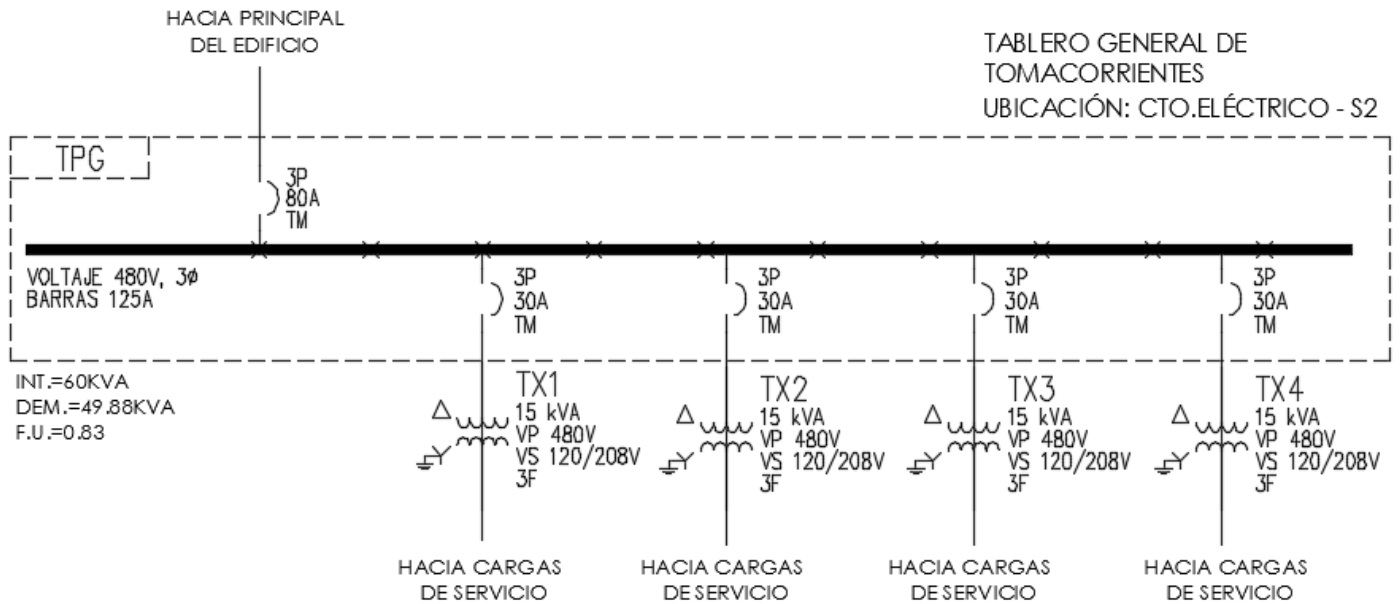 HACIA PRINCIPAL
DEL EDIFICIO
TABLERO GENERAL DE
TOMACORRIENTES
UBICACIÓN: CTO.ELÉCTRICO - S2
TPG
3P
80A
TM
VOLTAJE 480V, 3ø
BARRAS 125A
3P
30A
TM
3P
30A
TM
3P
30A
TM
3P
30A
TM
INT.=60KVA
DEM.=49.88KVA
F.U.=0.83
TX1
15 kVA
VP 480V
VS 120/208V
3F
TX2
15 kVA
VP 480V
VS 120/208V
3F
TX3
15 kVA
VP 480V
VS 120/208V
3F
TX4
15 kVA
VP 480V
VS 120/208V
3F
HACIA CARGAS
DE SERVICIO
HACIA CARGAS
DE SERVICIO
HACIA CARGAS
DE SERVICIO
HACIA CARGAS
DE SERVICIO